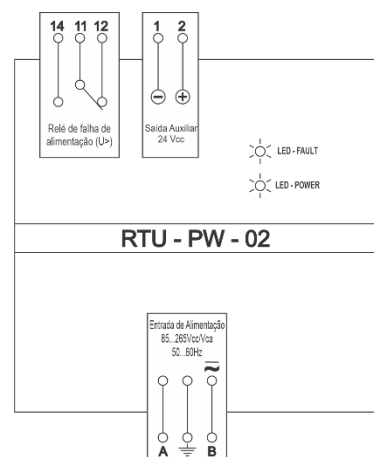 14 11 12
1 2
Relé de falha de
alimentação (U>)
Saída Auxiliar
24 Vcc
LED - FAULT
LED - POWER
RTU - PW - 02
Entrada de Alimentação
85...265Vcc/Vca
50...60Hz
A B